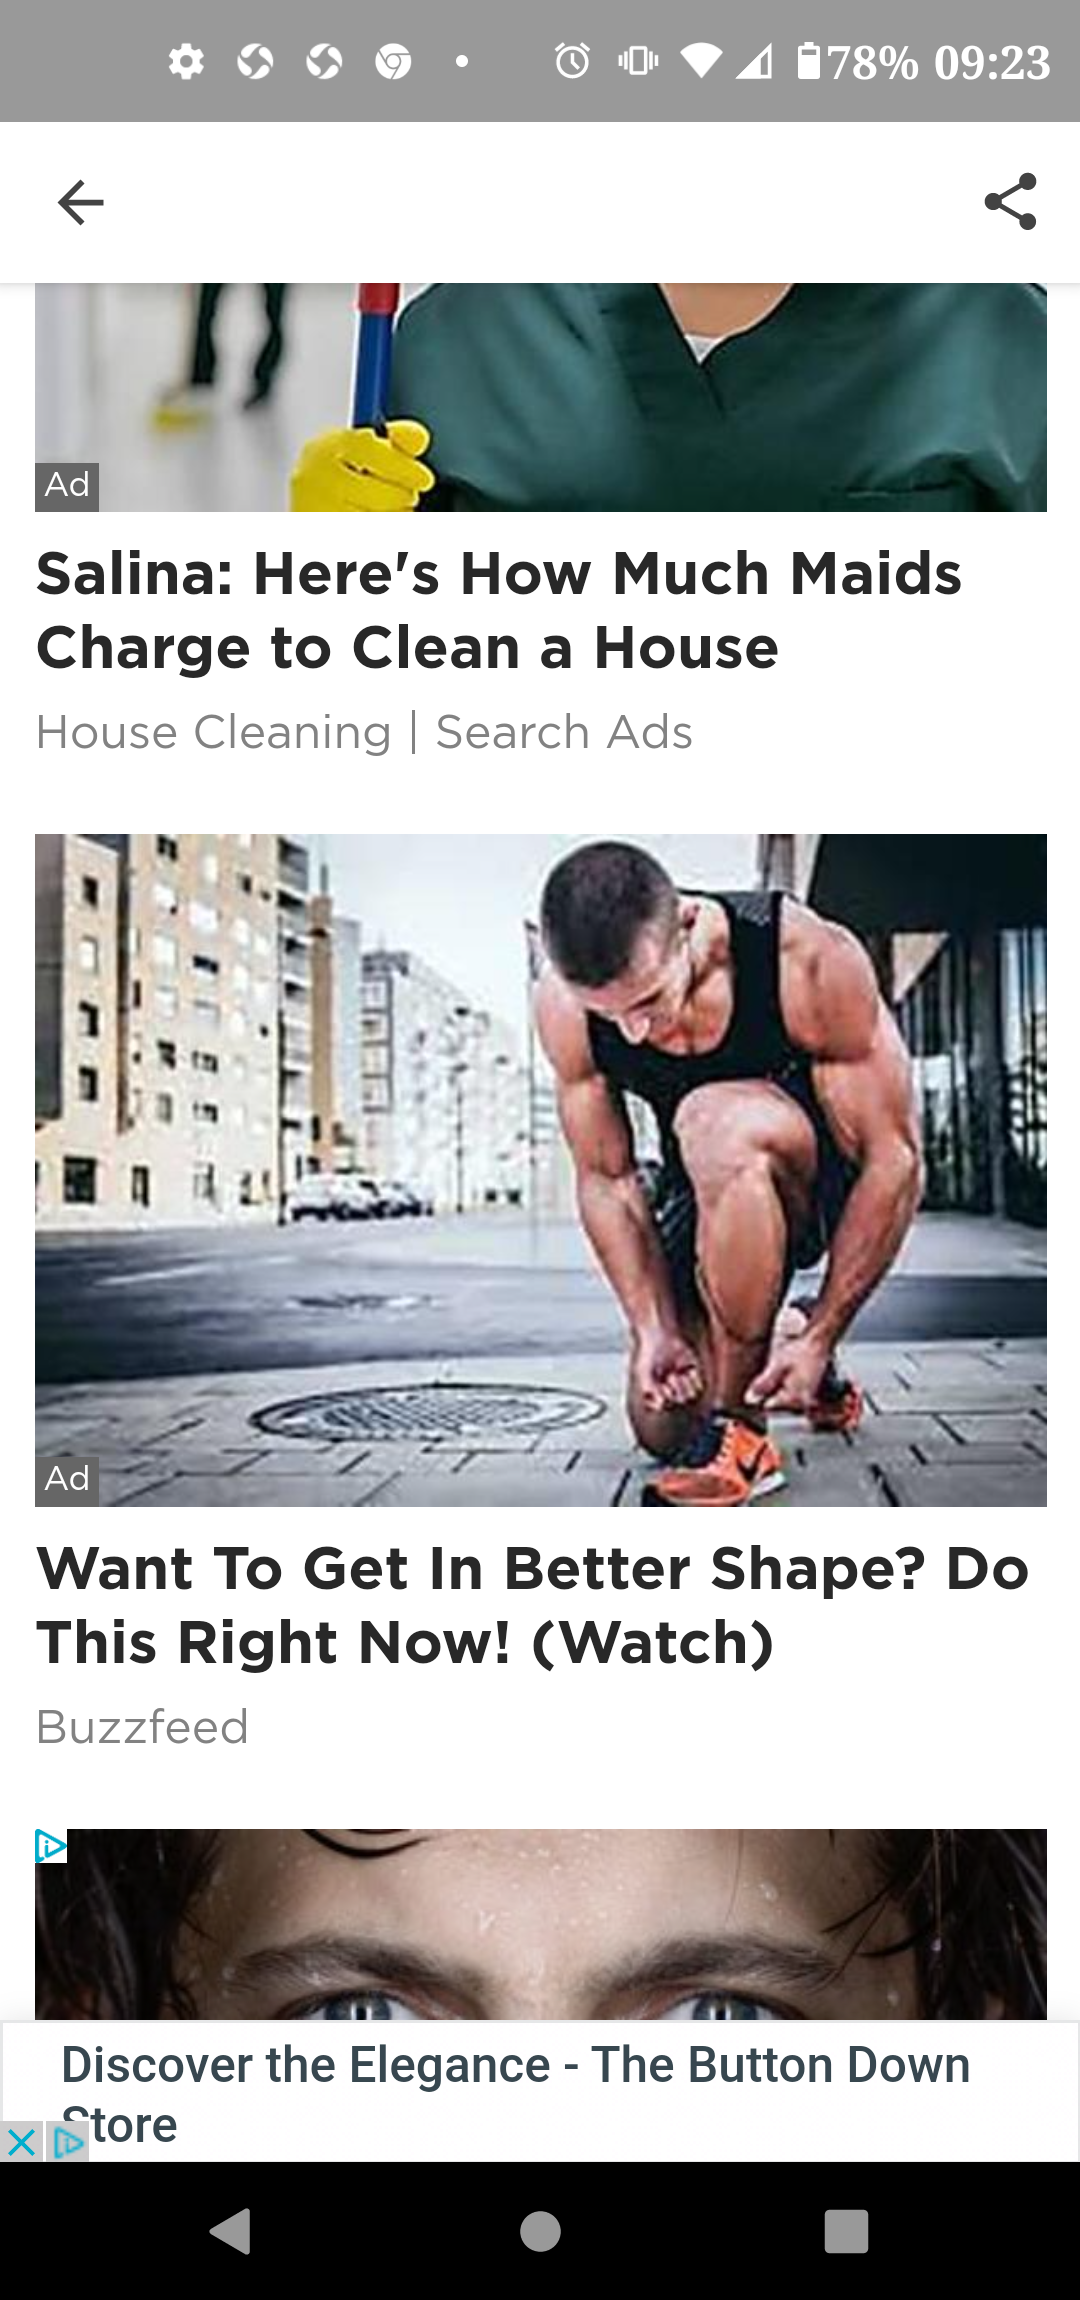 78% 09:23
Ad
Salina: Here's How Much Maids
Charge to Clean a House
House Cleaning | Search Ads
Ad
Want To Get In Better Shape? Do
This Right Now! (Watch)
Buzzfeed
Discover the Elegance - The Button Down
Store